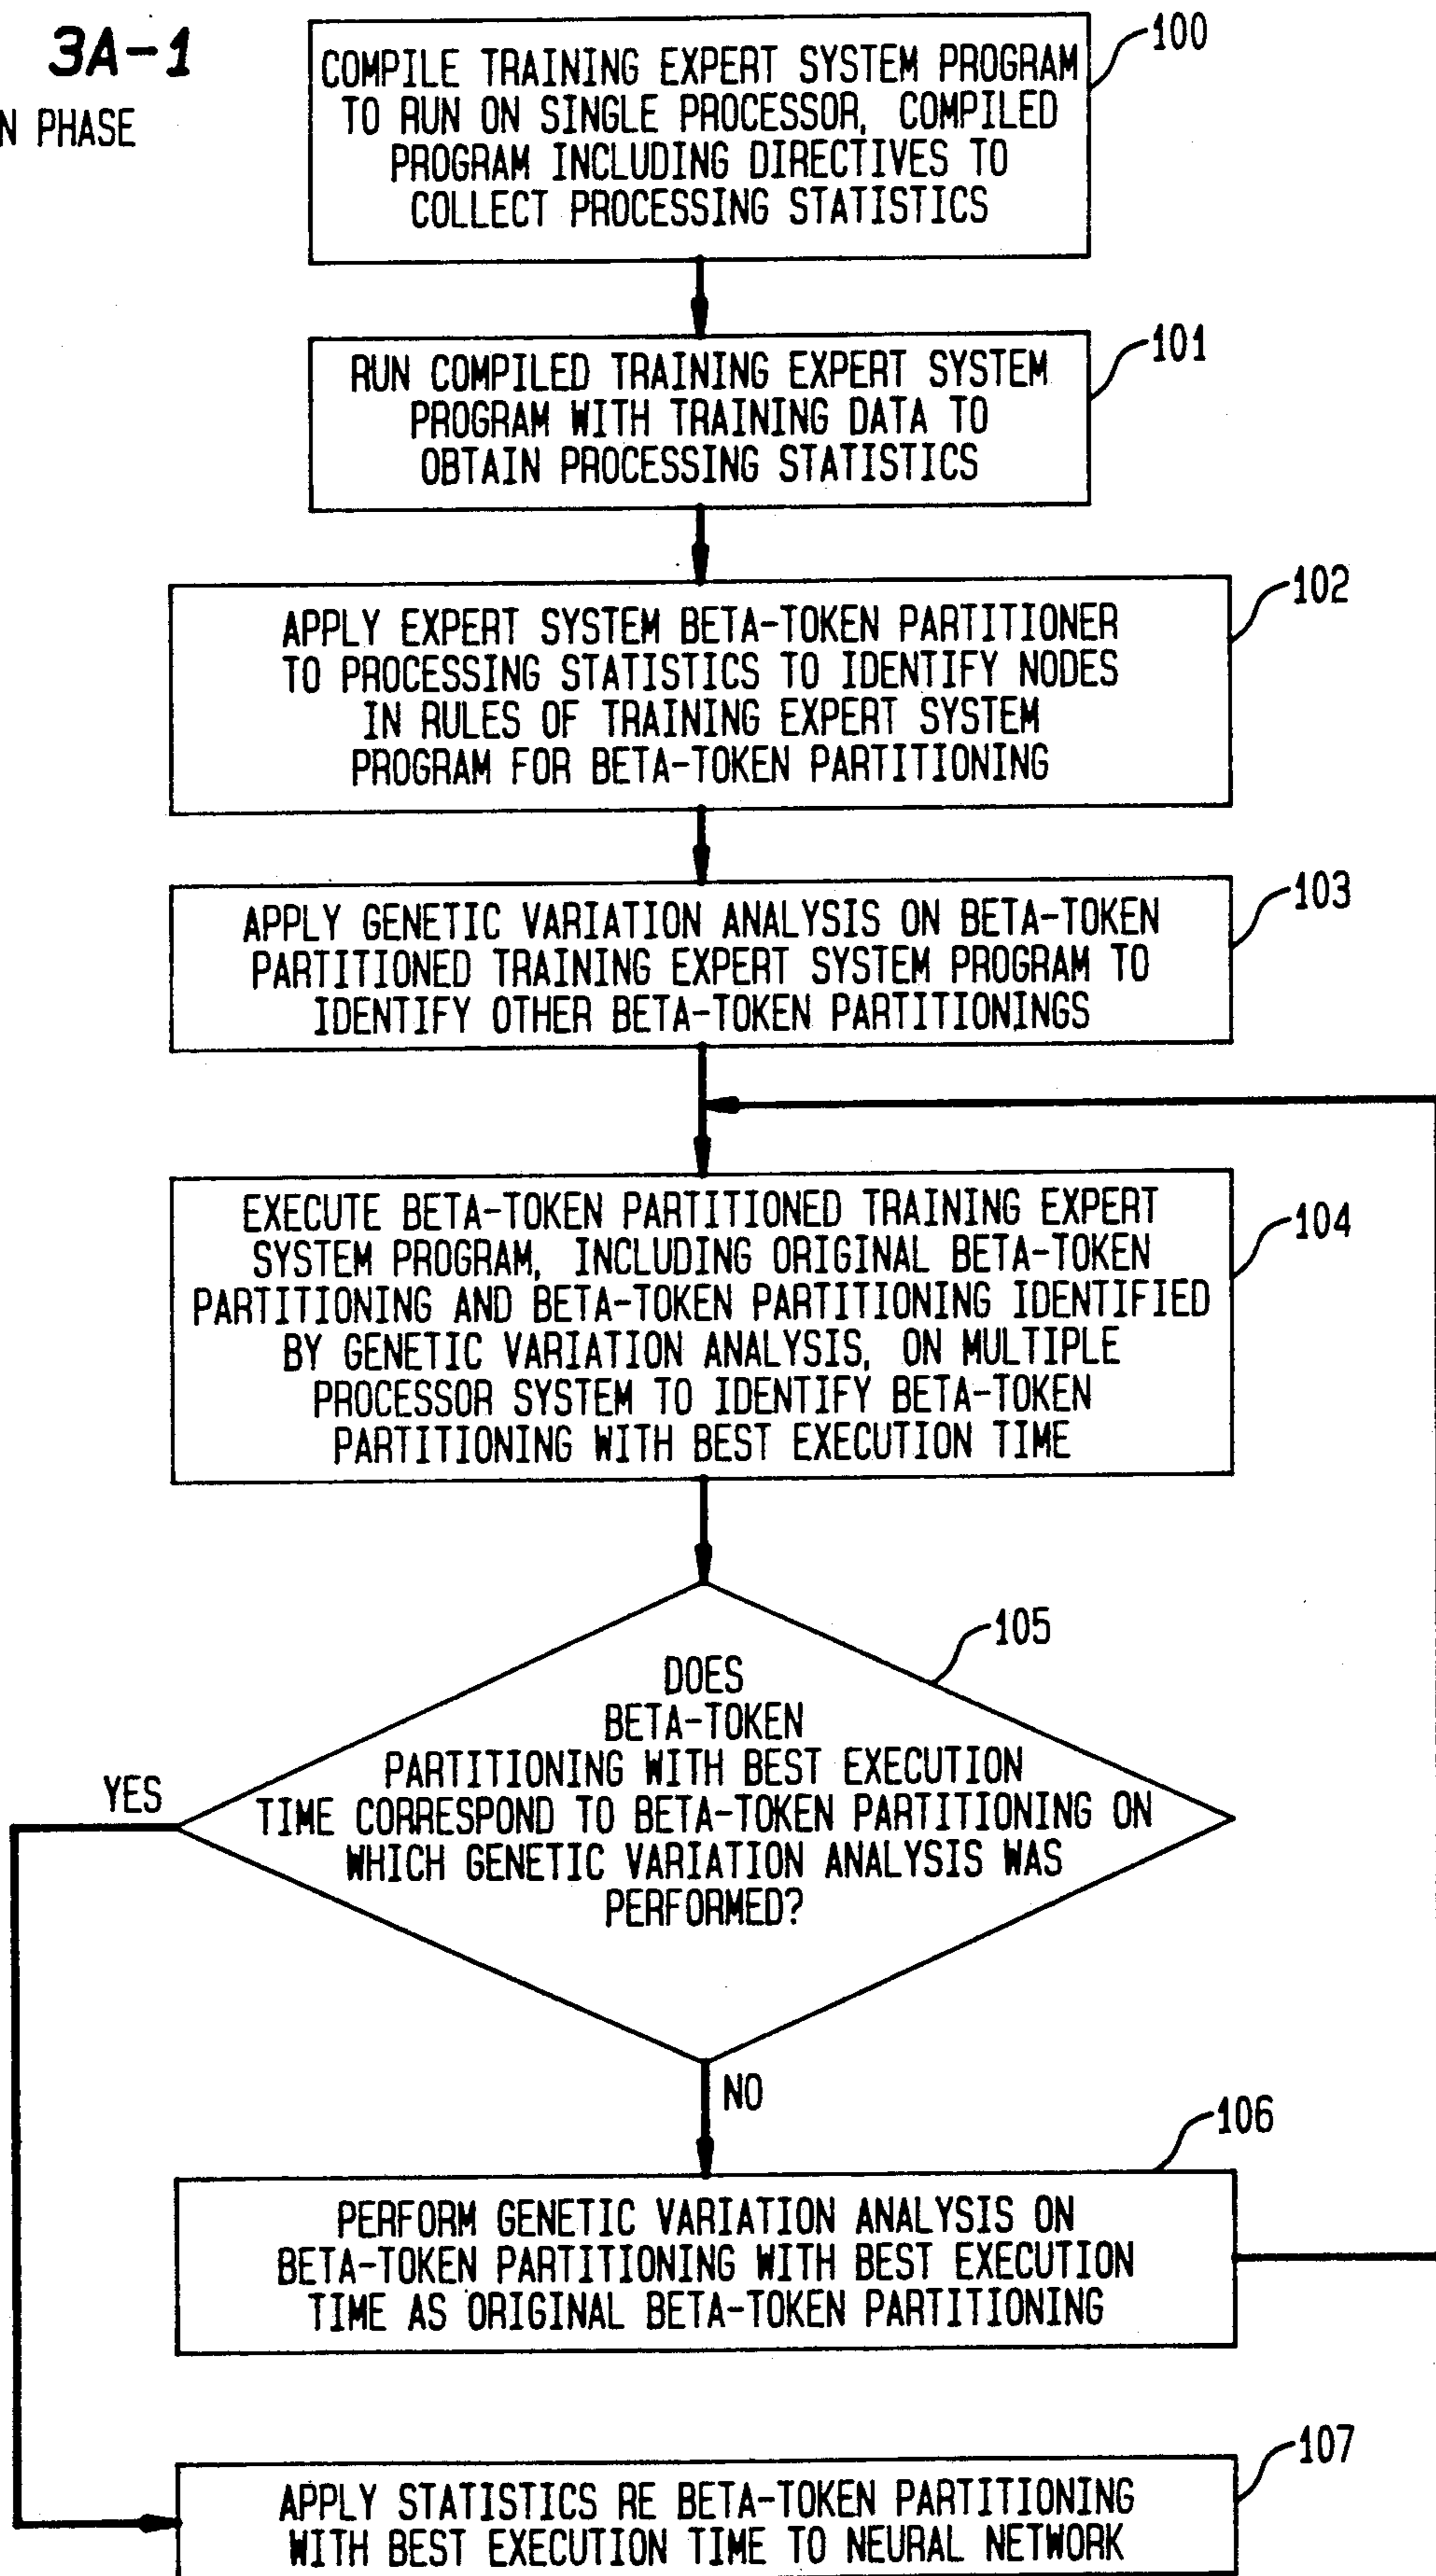 3A-1
N PHASE
100
COMPILE TRAINING EXPERT SYSTEM PROGRAM
TO RUN ON SINGLE PROCESSOR, COMPILED
PROGRAM INCLUDING DIRECTIVES TO
COLLECT PROCESSING STATISTICS
101
RUN COMPILED TRAINING EXPERT SYSTEM
PROGRAM WITH TRAINING DATA TO
OBTAIN PROCESSING STATISTICS
102
APPLY EXPERT SYSTEM BETA-TOKEN PARTITIONER
TO PROCESSING STATISTICS TO IDENTIFY NODES
IN RULES OF TRAINING EXPERT SYSTEM
PROGRAM FOR BETA-TOKEN PARTITIONING
103
APPLY GENETIC VARIATION ANALYSIS ON BETA-TOKEN
PARTITIONED TRAINING EXPERT SYSTEM PROGRAM TO
IDENTIFY OTHER BETA-TOKEN PARTITIONINGS
104
EXECUTE BETA-TOKEN PARTITIONED TRAINING EXPERT
SYSTEM PROGRAM, INCLUDING ORIGINAL BETA-TOKEN
PARTITIONING AND BETA-TOKEN PARTITIONING IDENTIFIED
BY GENETIC VARIATION ANALYSIS, ON MULTIPLE
PROCESSOR SYSTEM TO IDENTIFY BETA-TOKEN
PARTITIONING WITH BEST EXECUTION TIME
105
DOES
BETA-TOKEN
PARTITIONING WITH BEST EXECUTION
TIME CORRESPOND TO BETA-TOKEN PARTITIONING ON
WHICH GENETIC VARIATION ANALYSIS WAS
PERFORMED?
YES
NO
106
PERFORM GENETIC VARIATION ANALYSIS ON
BETA-TOKEN PARTITIONING WITH BEST EXECUTION
TIME AS ORIGINAL BETA-TOKEN PARTITIONING
107
APPLY STATISTICS RE BETA-TOKEN PARTITIONING
WITH BEST EXECUTION TIME TO NEURAL NETWORK